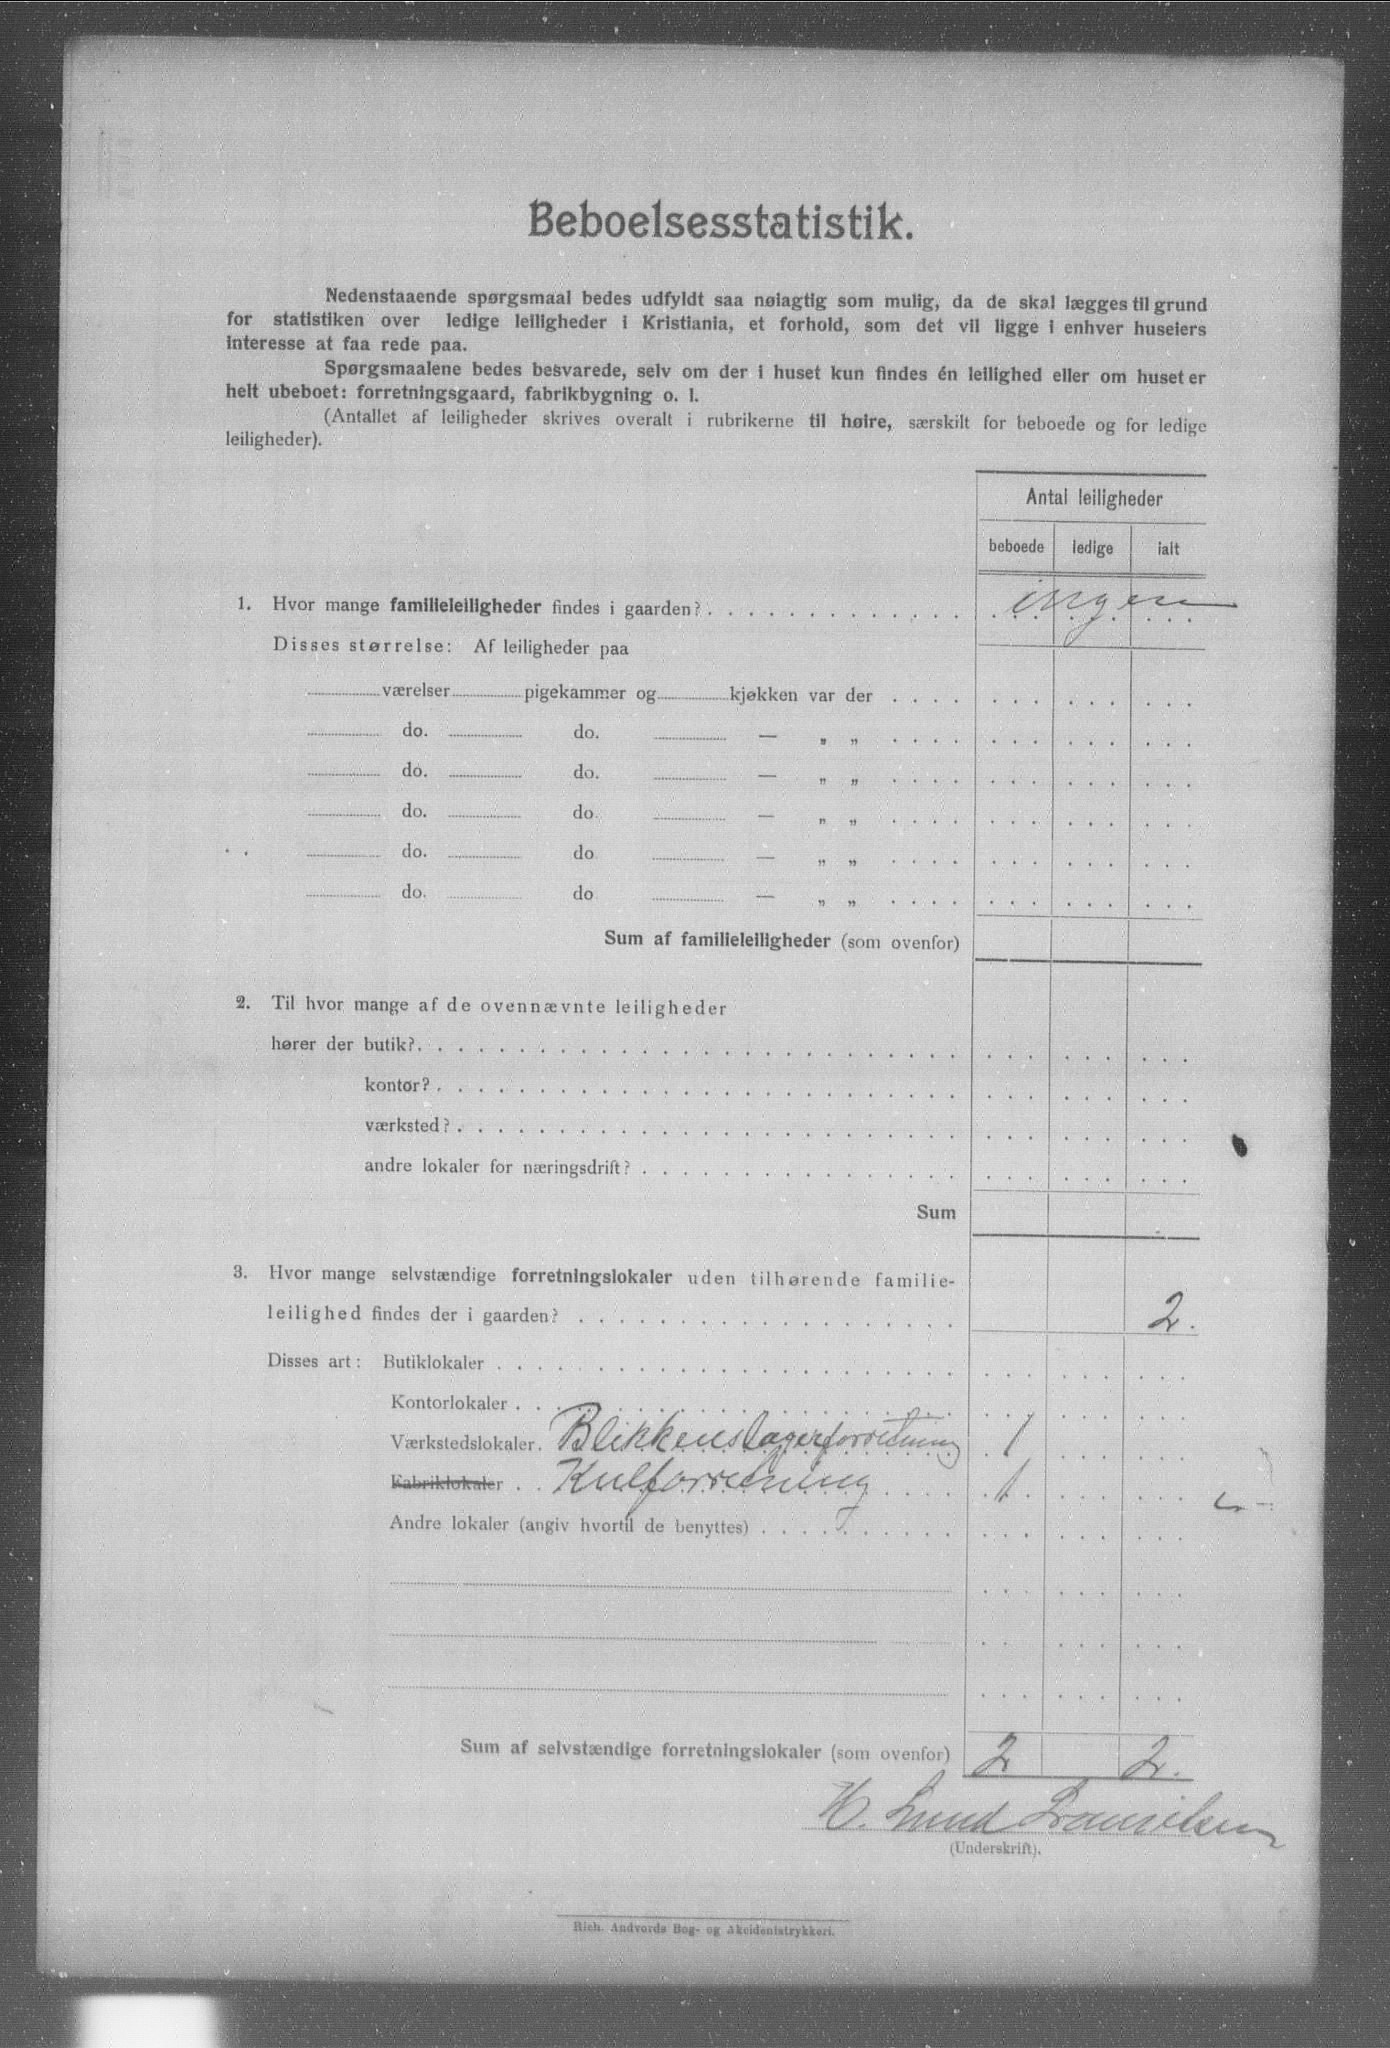 Beboelsesstatistik.
Nedenstaaende spørgsmaal bedes udfyldt saa nøiagtig som mulig, da de skal lægges til grund
for statistiken over ledige leiligheder i Kristiania, et forhold, som det vil ligge i enhver huseiers
interesse at faa rede paa.
Spørgsmaalene bedes besvarede, selv om der i huset kun findes én leilighed eller om huset er
helt ubeboet: forretningsgaard, fabrikbygning o. l.
(Antallet af leiligheder skrives overalt i rubrikerne til høire, særskilt for beboede og for ledige
leiligheder).
Antal leiligheder
beboede ledige ialt
1. Hvor mange familieleiligheder findes i gaarden? ingen
Disses størrelse: Af leiligheder paa
værelser pigekammer og kjøkken var der
do. do. — „ „
do. do. — „ „
do. do. — „ „
do. do — „ „
do. do — „ „
Sum af familieleiligheder (som ovenfor)
2. Til hvor mange af de ovennævnte leiligheder
hører der butik?
kontor?
værksted?
andre lokaler for næringsdrift?
Sum
3. Hvor mange selvstændige forretningslokaler uden tilhørende familie-
leilighed findes der i gaarden? 2.
Disses art: Butiklokaler
Kontorlokaler
Værkstedslokaler. Blikkenslagerforretning 1
Fabriklokaler Kulforretning 1
Andre lokaler (angiv hvortil de benyttes)
Sum af selvstændige forretningslokaler (som ovenfor) 2 2.
H. Lund
(Underskrift).
Rich. Andvords Bog- og Akcidentstrykkeri.